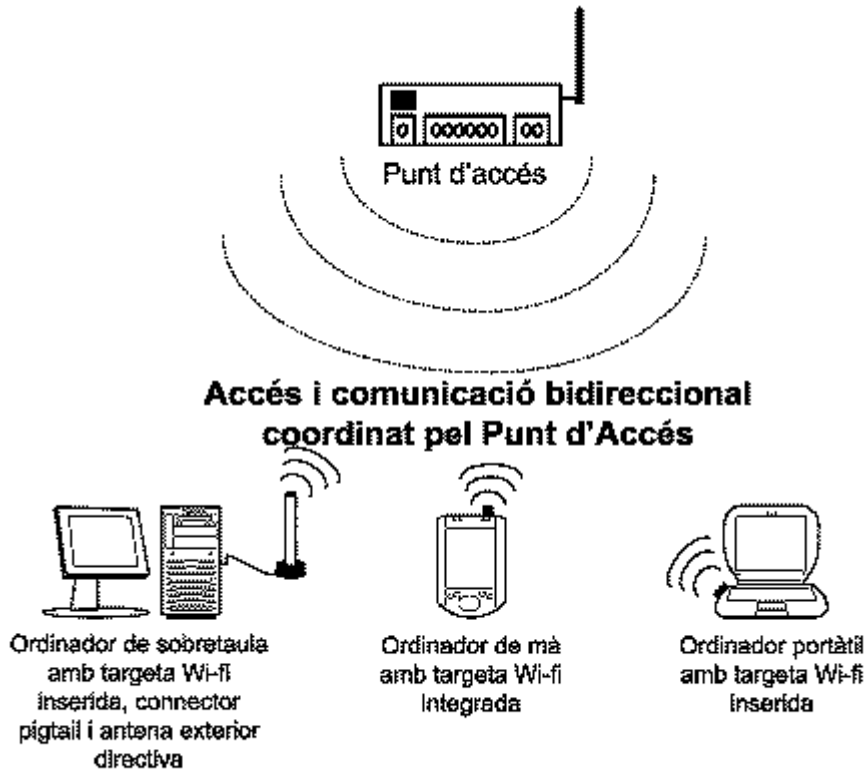 Punt d'accés
Accés i comunicació bidireccional
coordinat pel Punt d'Accés
Ordinador de sobretaula
amb targeta Wi-fi
inserida, connector
pigtail i antena exterior
directiva
Ordinador de mà
amb targeta Wi-fi
integrada
Ordinador portàtil
amb targeta Wi-fi
inserida